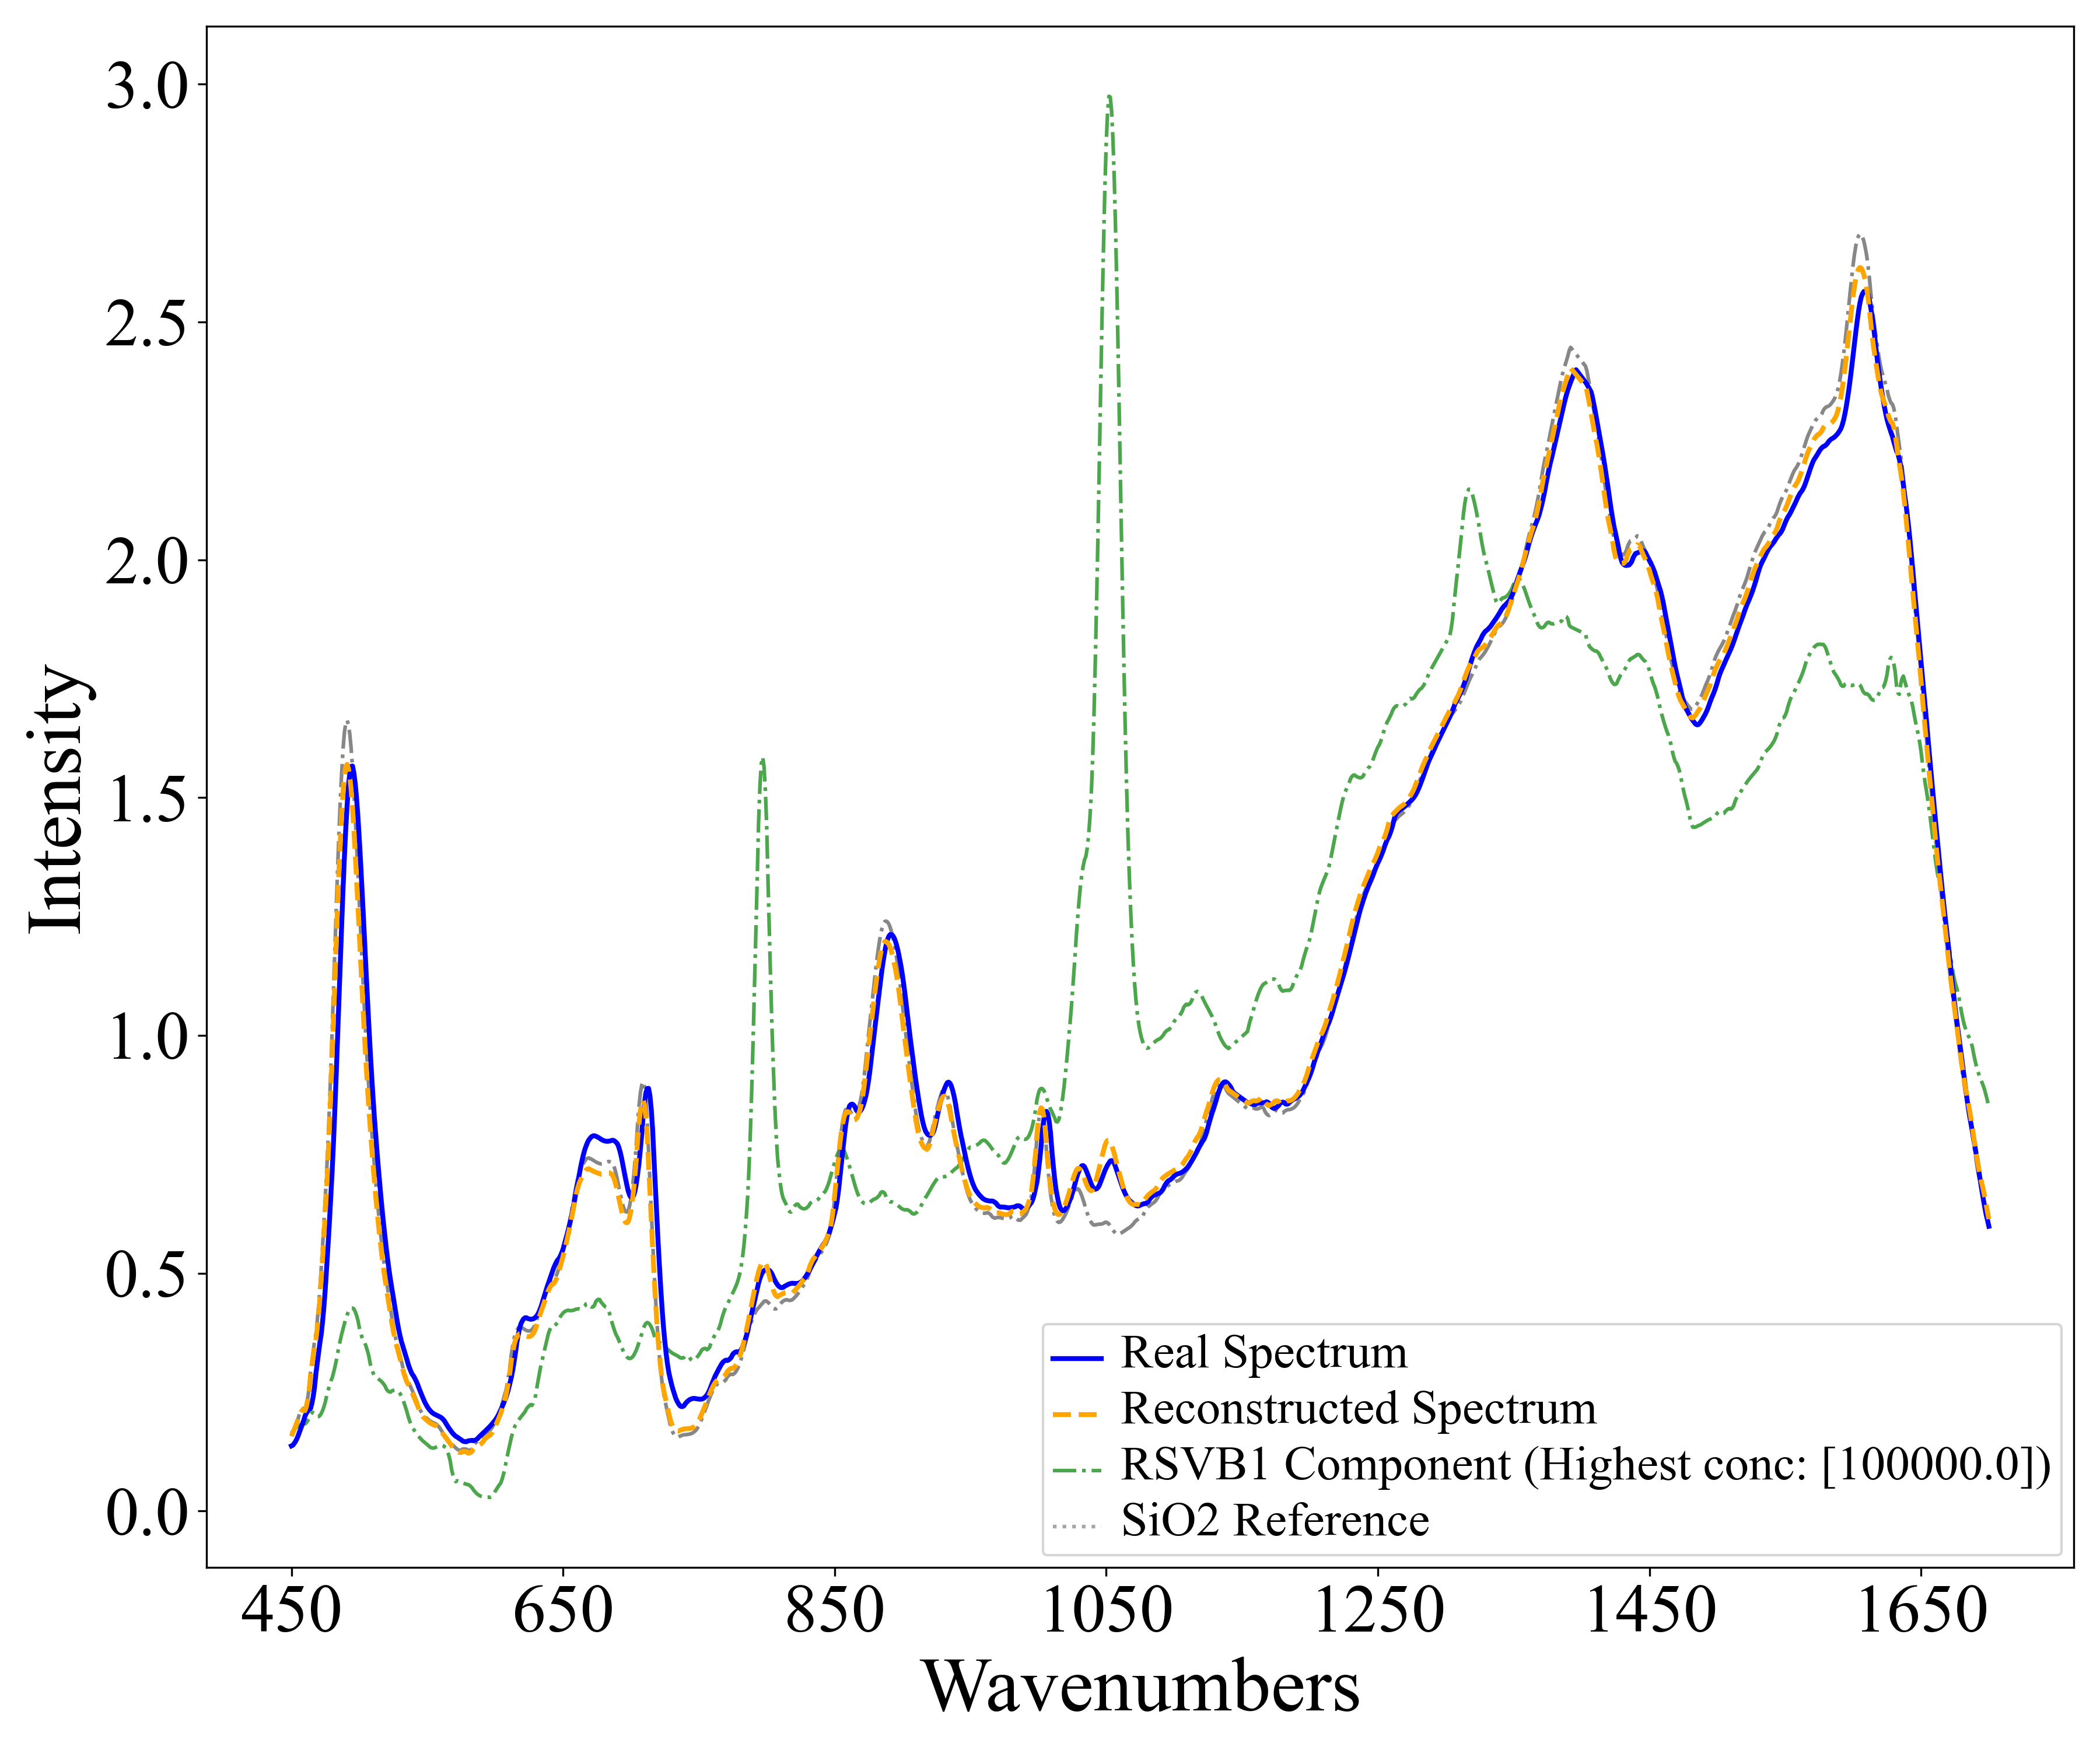 Intensity
3.0
2.5
2.0
1.5
1.0
0.5
0.0
Real Spectrum
Reconstructed Spectrum
RSVB1 Component (Highest conc: [100000.0])
SiO2 Reference
450 650 850 1050 1250 1450 1650
Wavenumbers